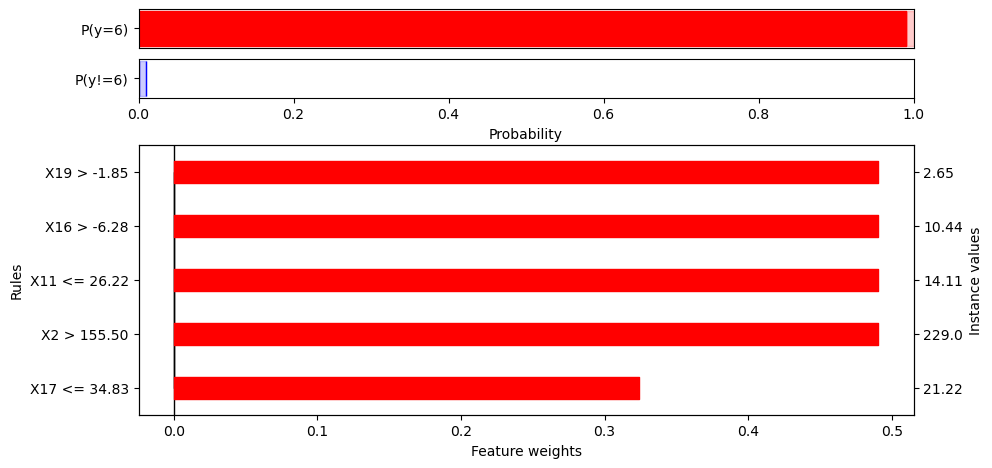 P(y=6)
P(y!=6)
0.0 0.2 0.4 0.6 0.8 1.0
Probability
Rules
X19 > -1.85 2.65
X16 > -6.28 10.44
X11 <= 26.22 14.11
X2 > 155.50 229.0
X17 <= 34.83 21.22
Instance values
0.0 0.1 0.2 0.3 0.4 0.5
Feature weights